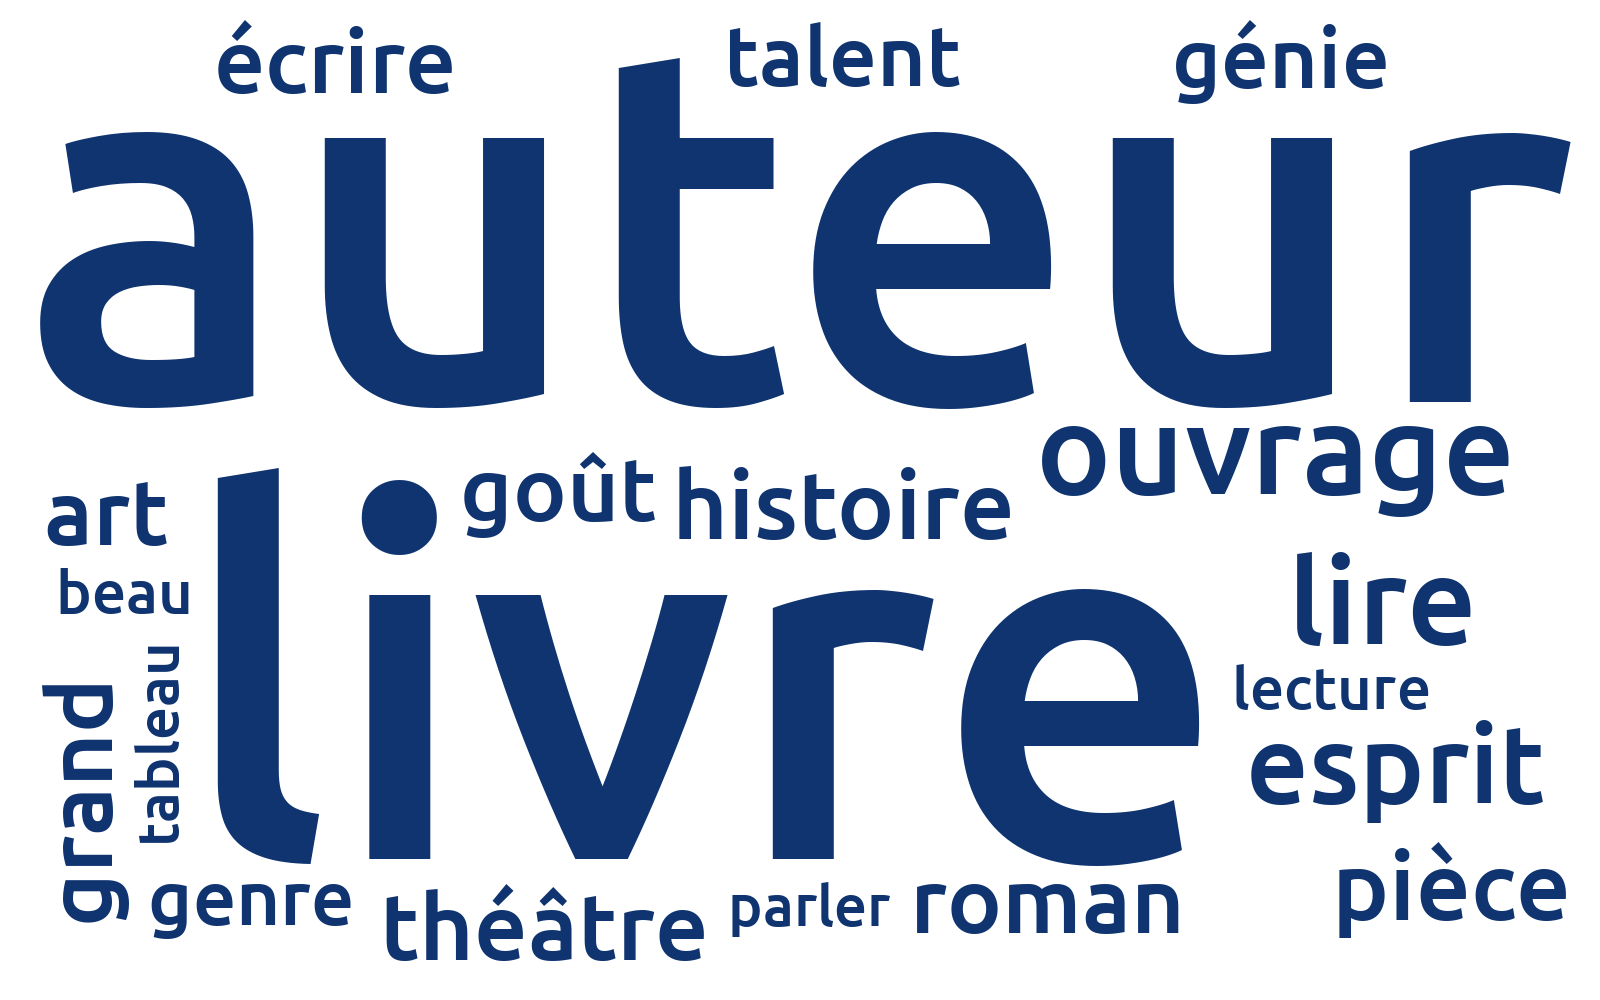 écrire
talent
génie
auteur
ouvrage
art
goût
histoire
livre
lire
beau
lecture
grand
tableau
esprit
pièce
genre
théâtre
parler
roman